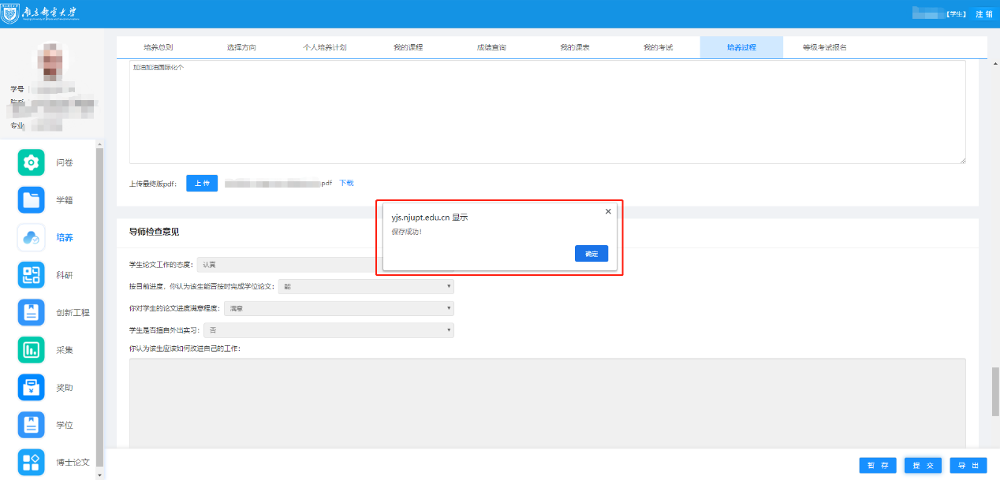 南京邮电大学
[学生] 注 销
培养总则 选择方向 个人培养计划 我的课程 成绩查询 我的课表 我的考试 培养过程 等级考试报名
学号
院系
专业
问卷
学籍
培养
科研
创新工程
采集
奖助
学位
博士论文
加油加油国际化个
上传最终版pdf: 上 传 pdf 下载
yjs.njupt.edu.cn 显示
保存成功!
确定
导师检查意见
学生论文工作的态度: 认真
按目前进度，你认为该生能否按时完成学位论文: 能
你对学生的论文进度满意程度: 满意
学生是否擅自外出实习: 否
你认为该生应该如何改进自己的工作:
暂 存 提 交 导 出